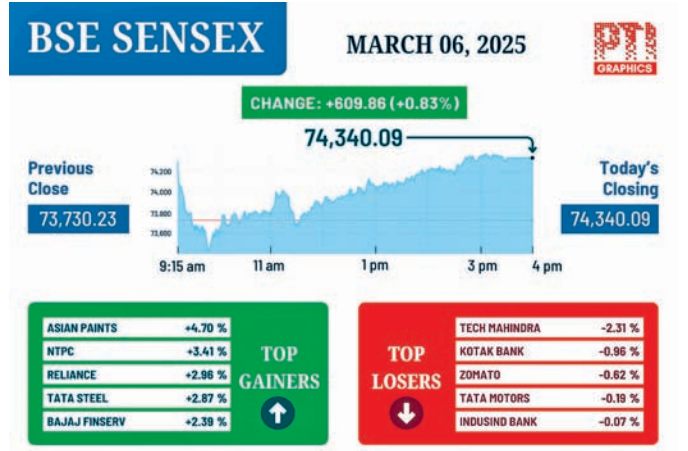 BSE SENSEX
MARCH 06, 2025
PTI
GRAPHICS
CHANGE: +609.86 (+0.83%)
74,340.09
Previous
Close
73,730.23
74,200
74,000
73,800
73,600
Today's
Closing
74,340.09
9:15 am 11 am 1 pm 3 pm 4 pm
ASIAN PAINTS +4.70 %
NTPC +3.41 %
RELIANCE +2.96 %
TATA STEEL +2.87 %
BAJAJ FINSERV +2.39 %
TOP
GAINERS
TOP
LOSERS
TECH MAHINDRA -2.31 %
KOTAK BANK -0.96 %
ZOMATO -0.62 %
TATA MOTORS -0.19 %
INDUSIND BANK -0.07 %